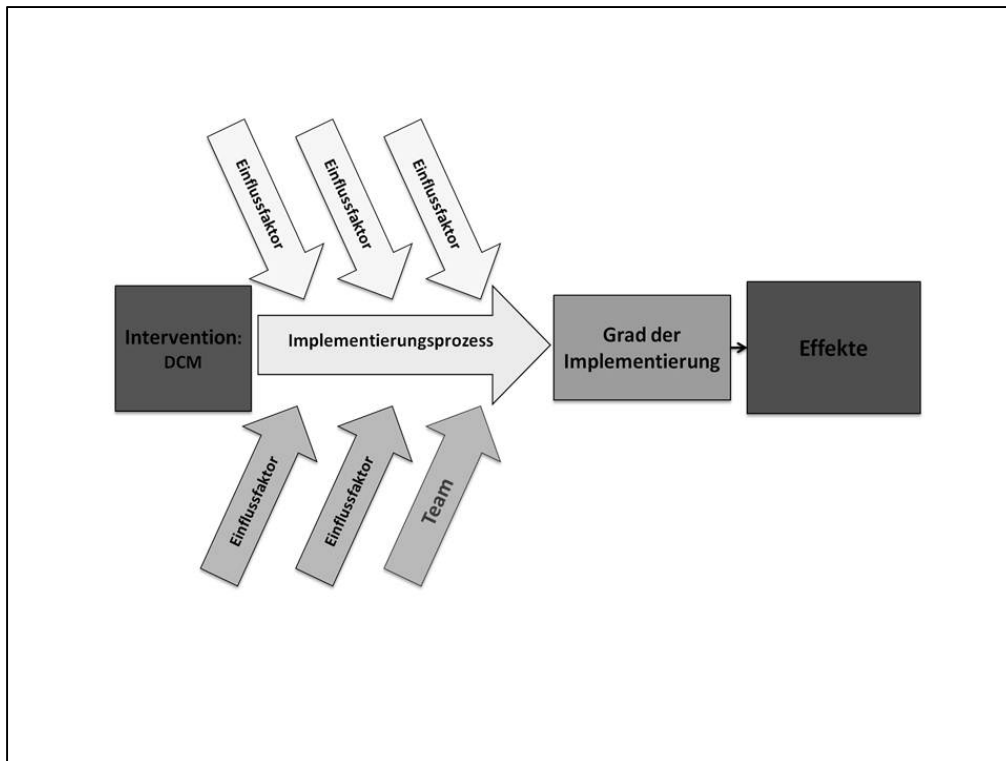 Einflussfaktor
Einflussfaktor
Einflussfaktor
Intervention:
DCM
Implementierungsprozess
Grad der
Implementierung
Effekte
Einflussfaktor
Einflussfaktor
Team